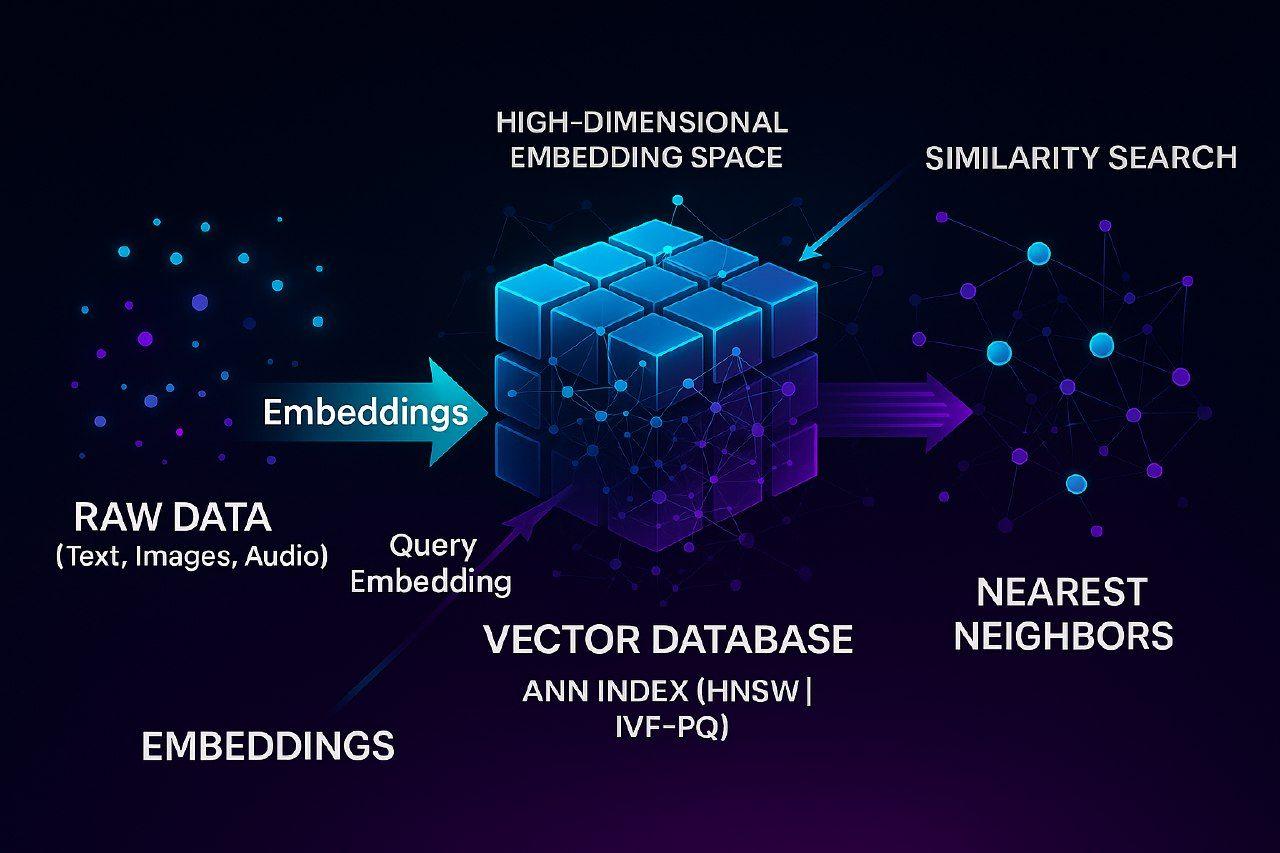 HIGH-DIMENSIONAL
EMBEDDING SPACE
SIMILARITY SEARCH
Embeddings
RAW DATA
(Text, Images, Audio)
Query
Embedding
VECTOR DATABASE
ANN INDEX (HNSW |
IVF-PQ)
NEAREST
NEIGHBORS
EMBEDDINGS